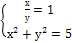 x/y = 1
x² + y² = 5